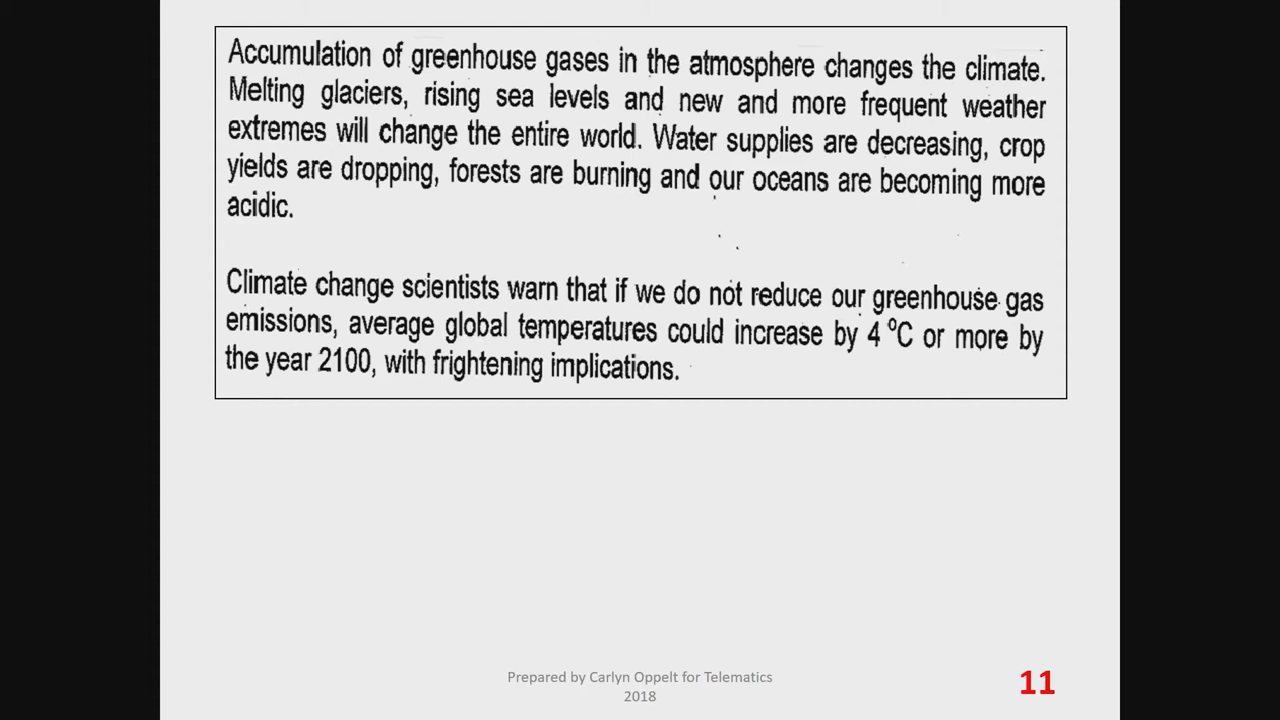 Accumulation of greenhouse gases in the atmosphere changes the climate.
Melting glaciers, rising sea levels and new and more frequent weather
extremes will change the entire world. Water supplies are decreasing, crop
yields are dropping, forests are burning and our oceans are becoming more
acidic.
Climate change scientists warn that if we do not reduce our greenhouse gas
emissions, average global temperatures could increase by 4 ºC or more by
the year 2100, with frightening implications.
Prepared by Carlyn Oppelt for Telematics
2018
11